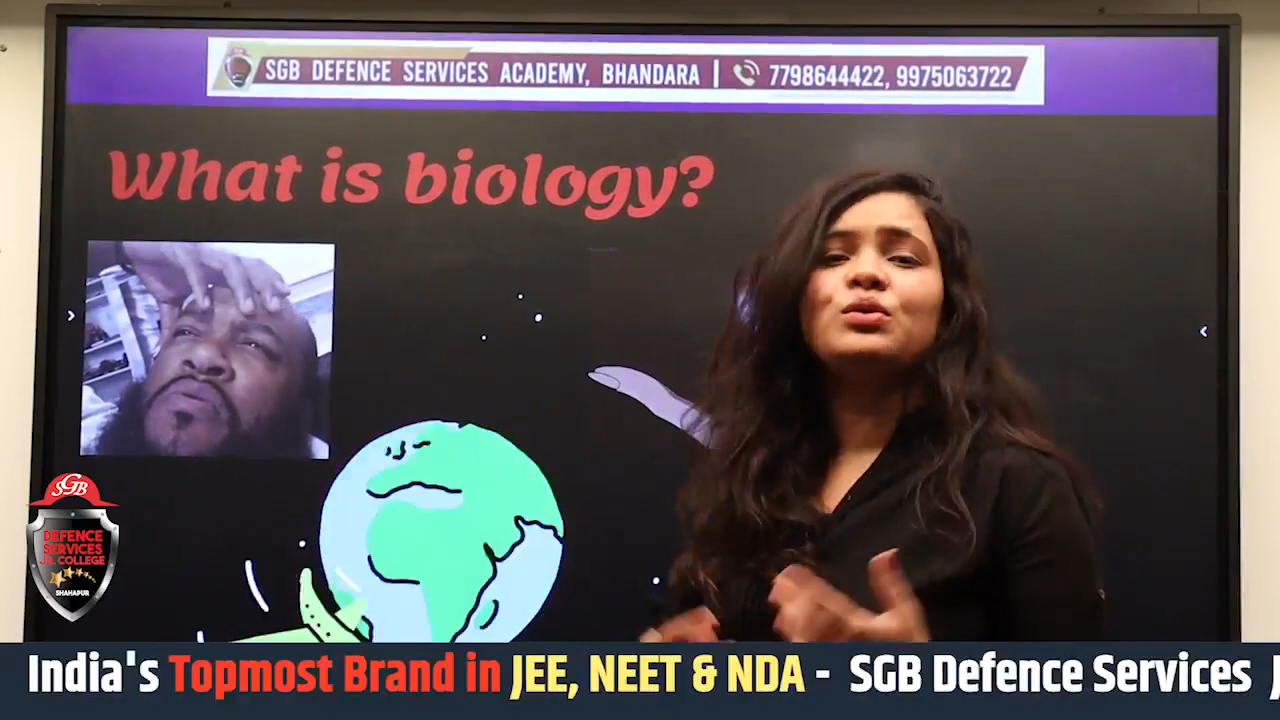 SGB DEFENCE SERVICES ACADEMY, BHANDARA | 7798644422, 9975063722
What is biology?
SGB
DEFENCE
SERVICES
JR. COLLEGE
SHAHAPUR
India's Topmost Brand in JEE, NEET & NDA - SGB Defence Services J